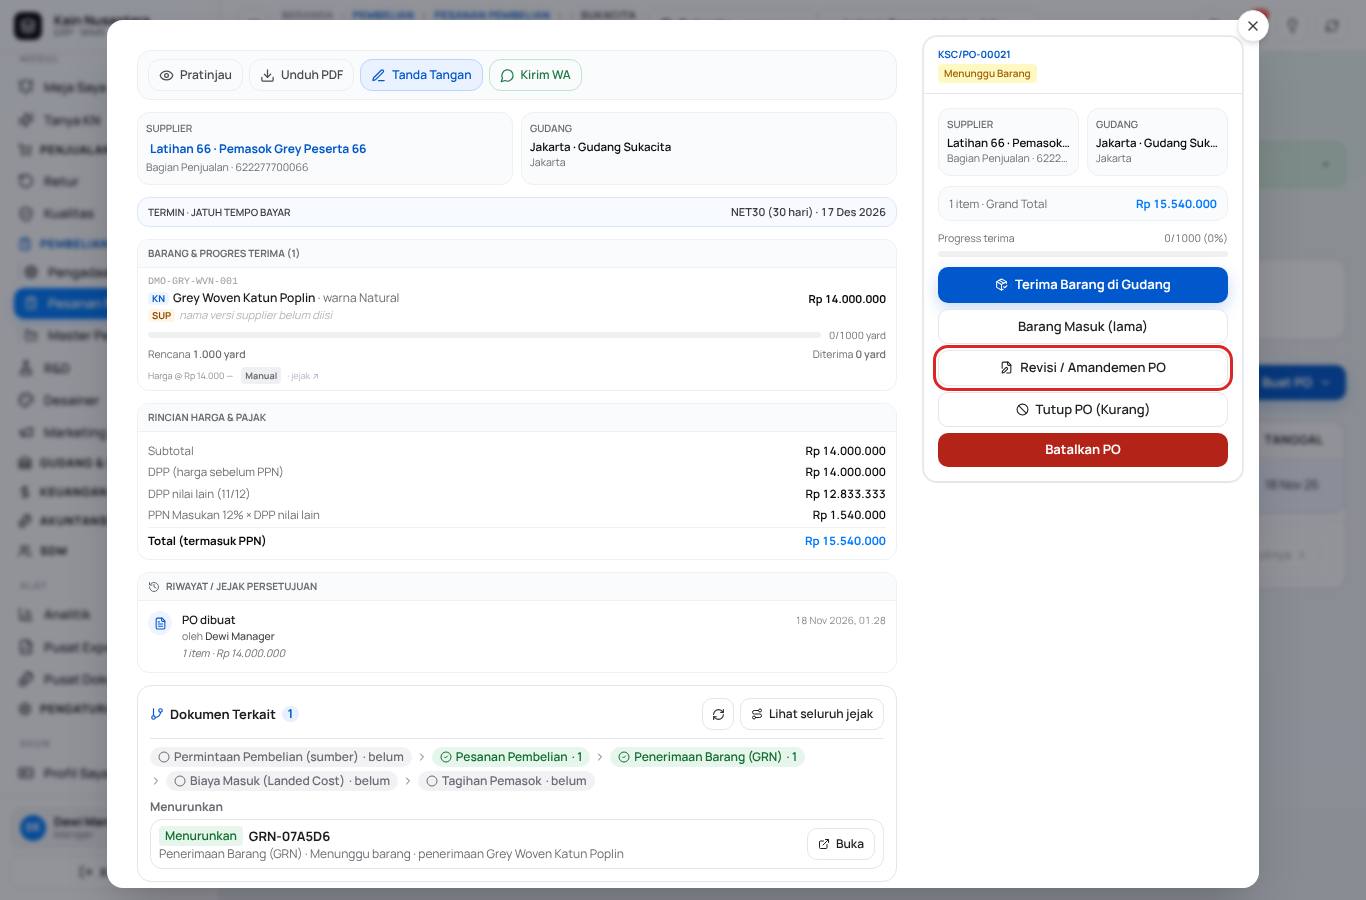 Pratinjau
Unduh PDF
Tanda Tangan
Kirim WA
SUPPLIER
Latihan 66 · Pemasok Grey Peserta 66
Bagian Penjualan · 622277700066
GUDANG
Jakarta · Gudang Sukacita
Jakarta
TERMIN · JATUH TEMPO BAYAR
NET30 (30 hari) · 17 Des 2026
BARANG & PROGRES TERIMA (1)
DMO-GRY-WVN-001
KN Grey Woven Katun Poplin · warna Natural
Rp 14.000.000
SUP nama versi supplier belum diisi
0/1000 yard
Rencana 1.000 yard
Diterima 0 yard
Harga @ Rp 14.000 — Manual · jejak ↗
RINCIAN HARGA & PAJAK
Subtotal Rp 14.000.000
DPP (harga sebelum PPN) Rp 14.000.000
DPP nilai lain (11/12) Rp 12.833.333
PPN Masukan 12% × DPP nilai lain Rp 1.540.000
Total (termasuk PPN) Rp 15.540.000
RIWAYAT / JEJAK PERSETUJUAN
PO dibuat 18 Nov 2026, 01.28
oleh Dewi Manager
1 item · Rp 14.000.000
Dokumen Terkait 1
Lihat seluruh jejak
Permintaan Pembelian (sumber) · belum > Pesanan Pembelian · 1 > Penerimaan Barang (GRN) · 1
> Biaya Masuk (Landed Cost) · belum > Tagihan Pemasok · belum
Menurunkan
Menurunkan GRN-07A5D6
Penerimaan Barang (GRN) · Menunggu barang · penerimaan Grey Woven Katun Poplin
Buka
KSC/PO-00021
Menunggu Barang
SUPPLIER
Latihan 66 · Pemasok…
Bagian Penjualan · 6222…
GUDANG
Jakarta · Gudang Suk…
Jakarta
1 item · Grand Total Rp 15.540.000
Progress terima 0/1000 (0%)
Terima Barang di Gudang
Barang Masuk (lama)
Revisi / Amandemen PO
Tutup PO (Kurang)
Batalkan PO
Buat PO
TANGGAL